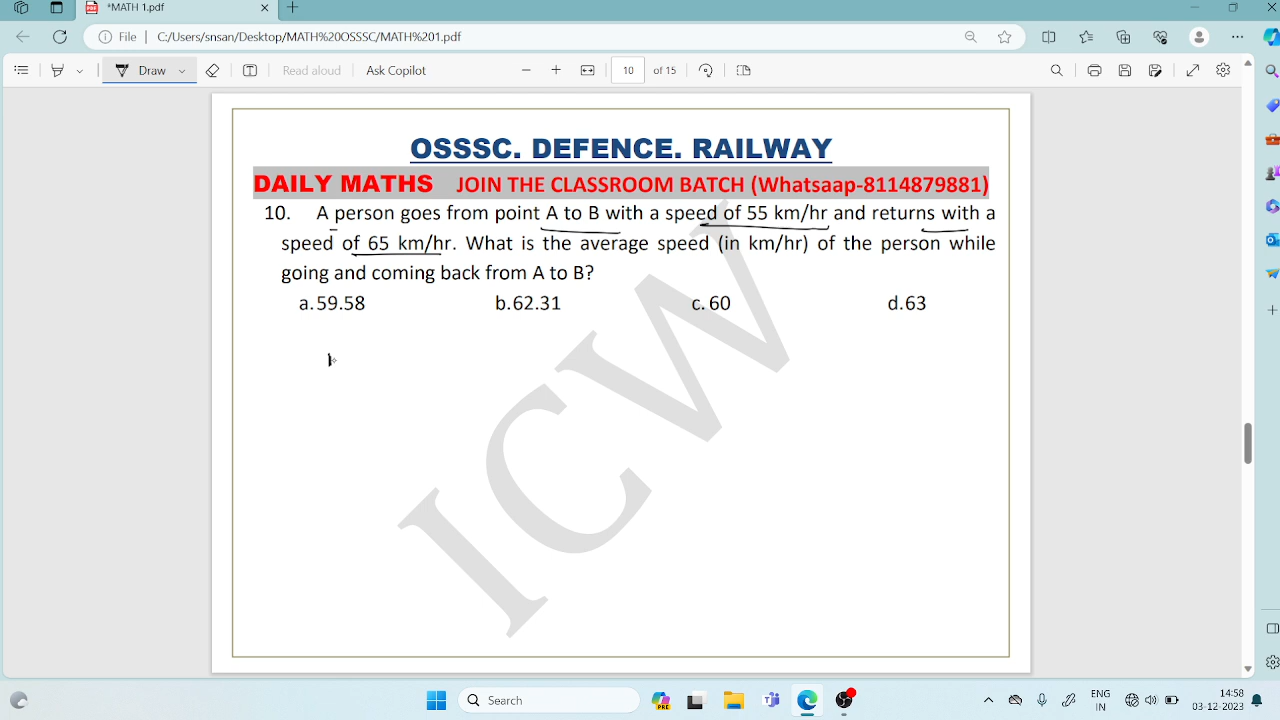 *MATH 1.pdf
File | C:/Users/snsan/Desktop/MATH%20OSSSC/MATH%201.pdf
Draw Read aloud Ask Copilot 10 of 15
OSSSC. DEFENCE. RAILWAY
DAILY MATHS JOIN THE CLASSROOM BATCH (Whatsaap-8114879881)
10. A person goes from point A to B with a speed of 55 km/hr and returns with a
speed of 65 km/hr. What is the average speed (in km/hr) of the person while
going and coming back from A to B?
a. 59.58 b. 62.31 c. 60 d. 63
ICW
Search
PRE
ENG
IN
14:58
03-12-2023